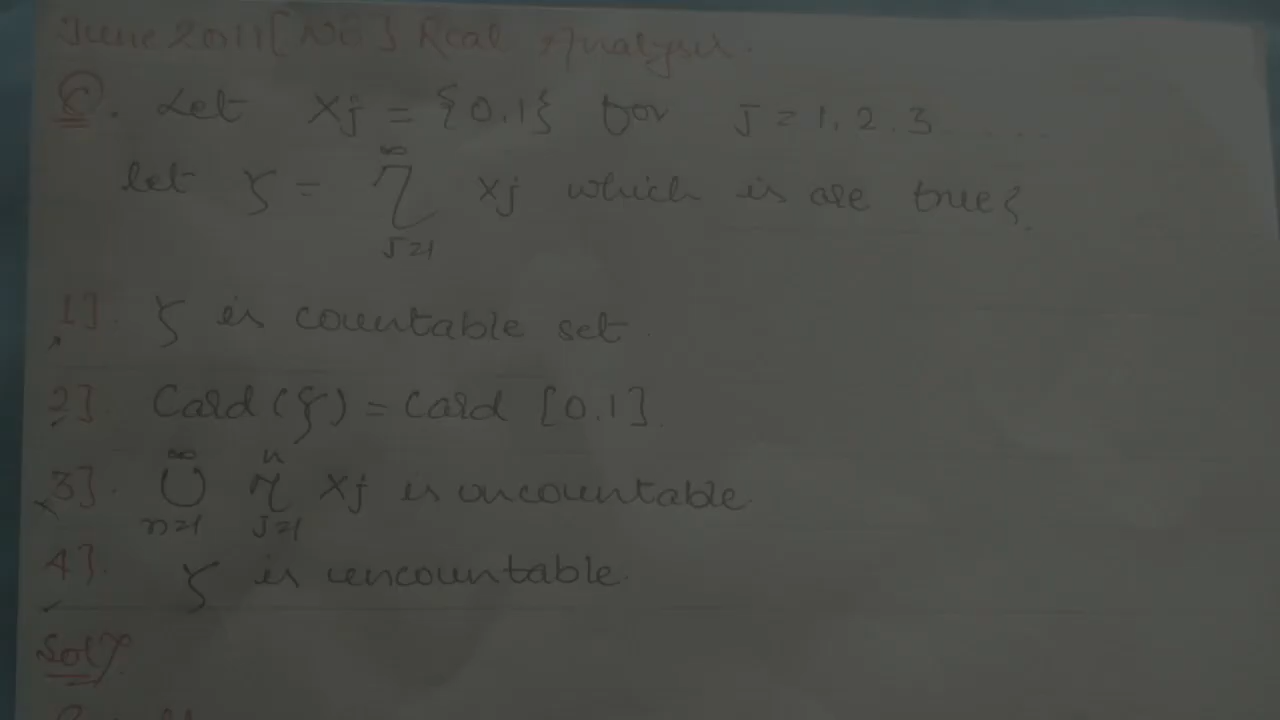 June 2011 Real Analysis.
Q. Let Xj = {0.1} for J = 1.2.3 .....
let ζ = ∞ η J=1 Xj which is are true?
1]. ζ is countable set.
2] Card (ζ) = Card [0.1].
3]. ∞ ∪ n=1 n η J=1 Xj is uncountable
4]. ζ is uncountable.
Soln